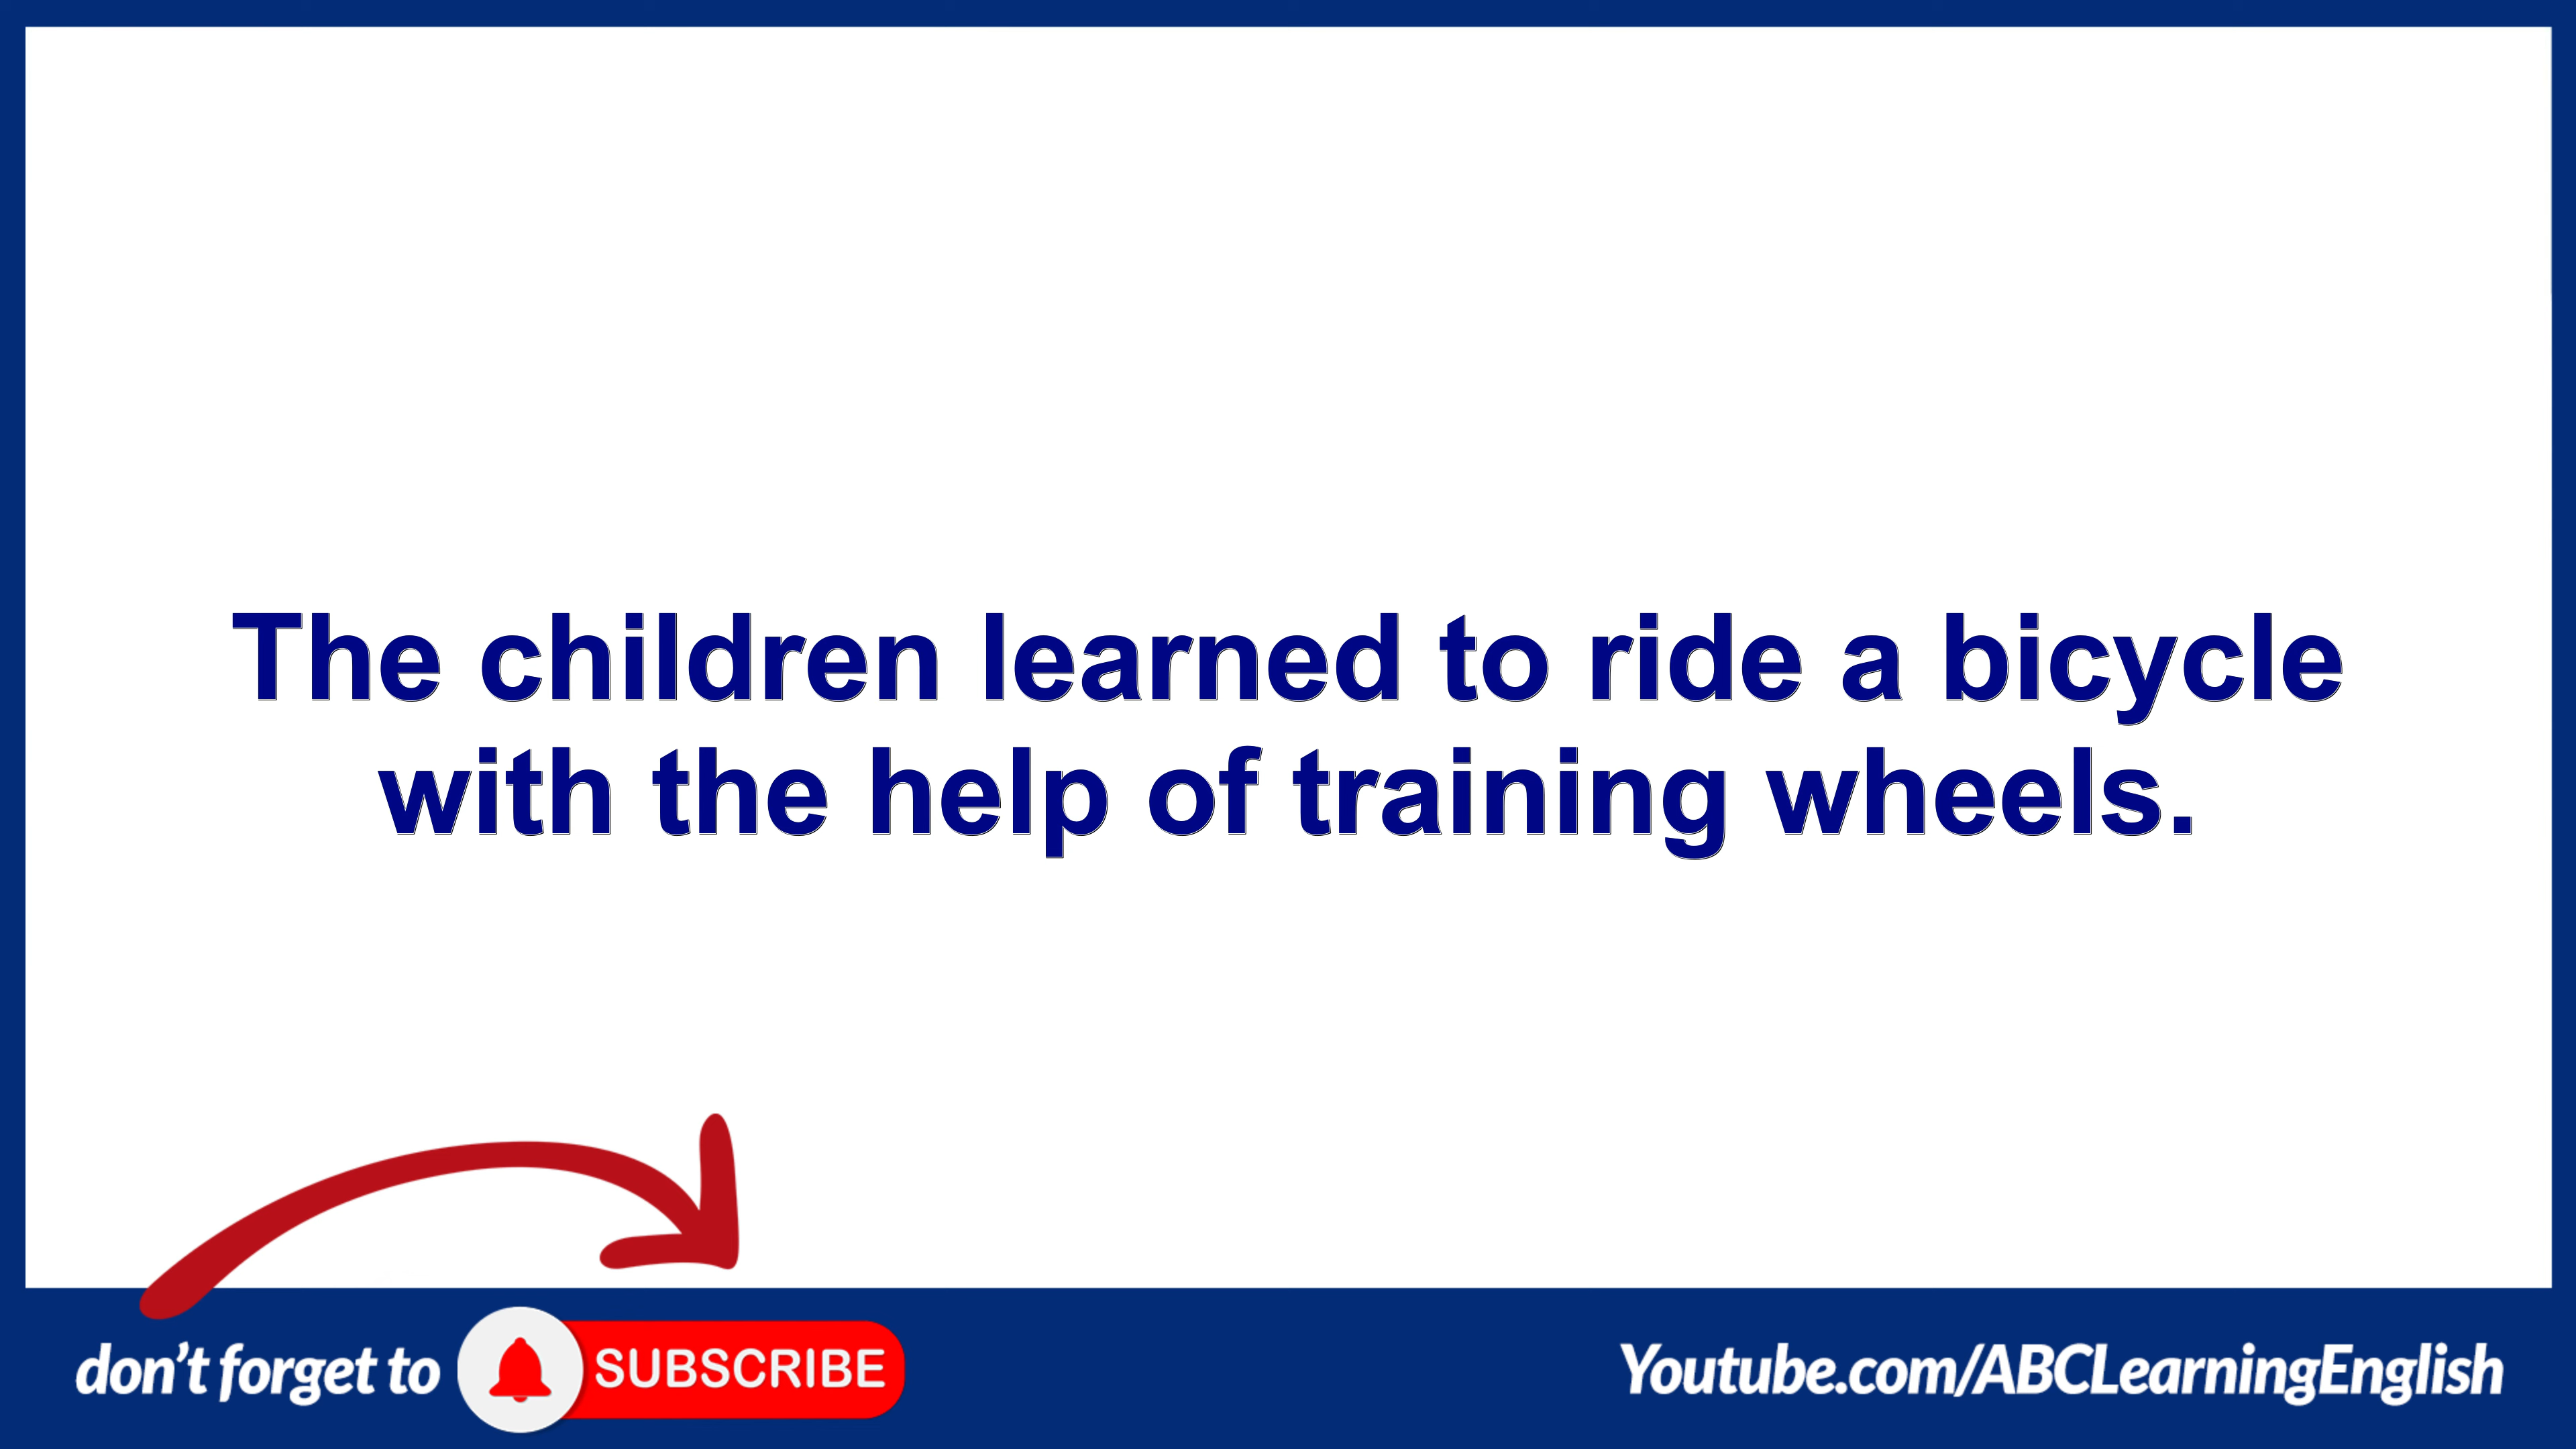 The children learned to ride a bicycle
with the help of training wheels.
don't forget to SUBSCRIBE
Youtube.com/ABCLearningEnglish